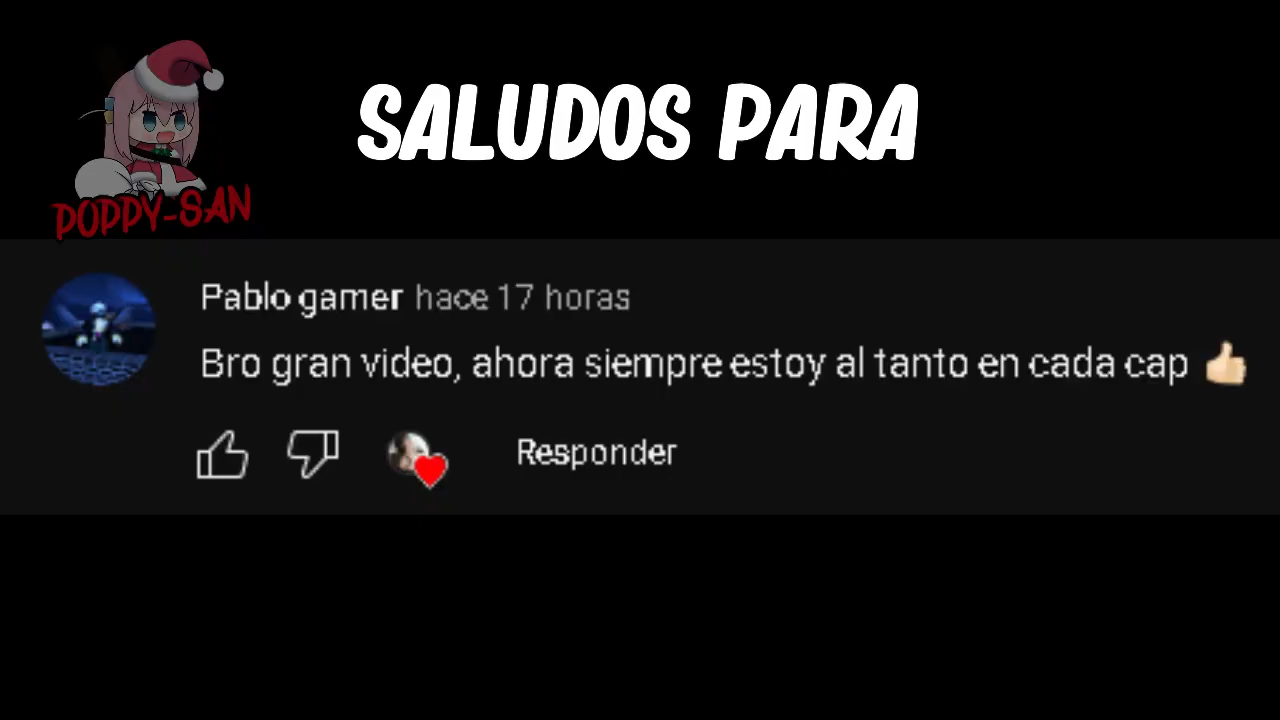 SALUDOS PARA
POPPY-SAN
Pablo gamer hace 17 horas
Bro gran video, ahora siempre estoy al tanto en cada cap 👍🏻
Responder